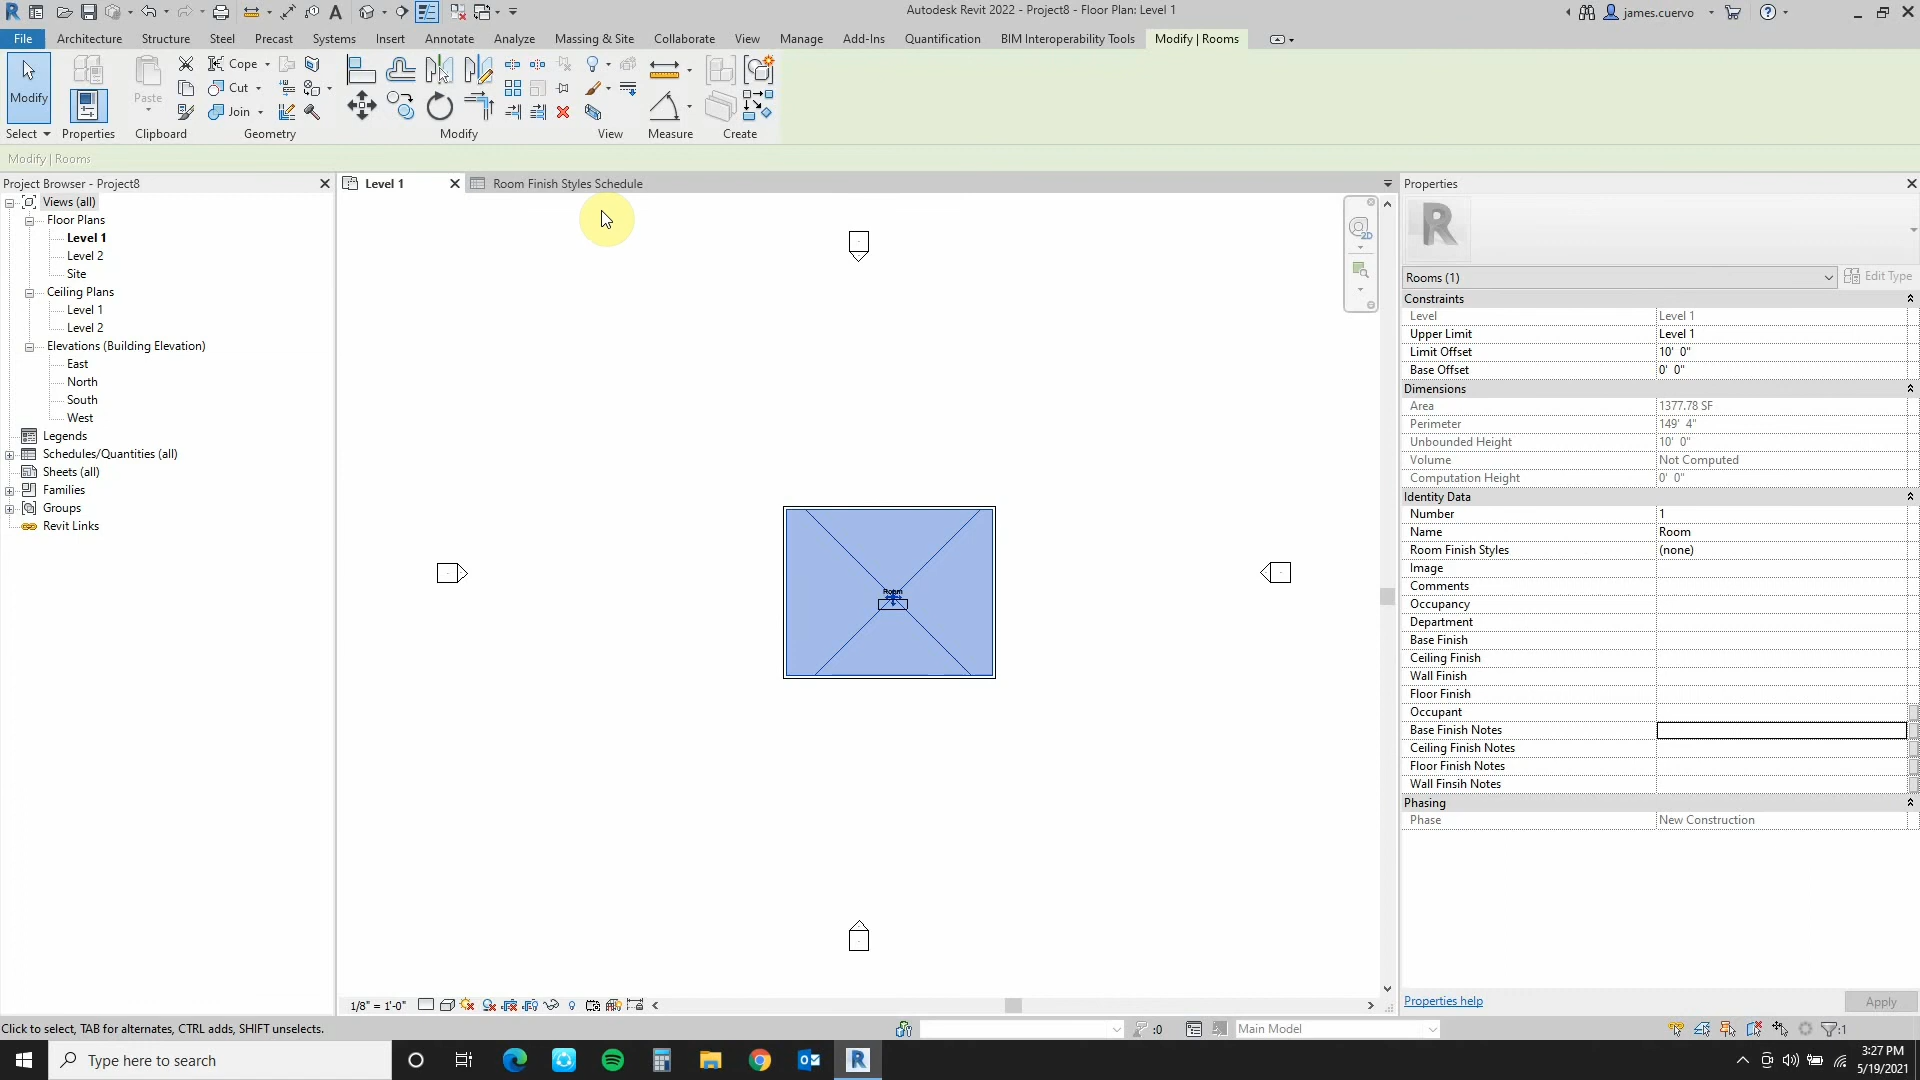 Autodesk Revit 2022 - Project8 - Floor Plan: Level 1
james.cuervo
File Architecture Structure Steel Precast Systems Insert Annotate Analyze Massing & Site Collaborate View Manage Add-Ins Quantification BIM Interoperability Tools Modify | Rooms
Modify
Paste
Cope
Cut
Join
Select Properties Clipboard Geometry Modify View Measure Create
Modify | Rooms
Project Browser - Project8
Level 1
Room Finish Styles Schedule
Properties
Views (all)
Floor Plans
Level 1
Level 2
Site
Ceiling Plans
Level 1
Level 2
Elevations (Building Elevation)
East
North
South
West
Legends
Schedules/Quantities (all)
Sheets (all)
Families
Groups
Revit Links
2D
Room
Rooms (1)
Edit Type
Constraints
Level Level 1
Upper Limit Level 1
Limit Offset 10' 0"
Base Offset 0' 0"
Dimensions
Area 1377.78 SF
Perimeter 149' 4"
Unbounded Height 10' 0"
Volume Not Computed
Computation Height 0' 0"
Identity Data
Number 1
Name Room
Room Finish Styles (none)
Image
Comments
Occupancy
Department
Base Finish
Ceiling Finish
Wall Finish
Floor Finish
Occupant
Base Finish Notes
Ceiling Finish Notes
Floor Finish Notes
Wall Finsih Notes
Phasing
Phase New Construction
Properties help
Apply
1/8" = 1'-0"
Click to select, TAB for alternates, CTRL adds, SHIFT unselects.
:0
Main Model
:1
Type here to search
3:27 PM
5/19/2021